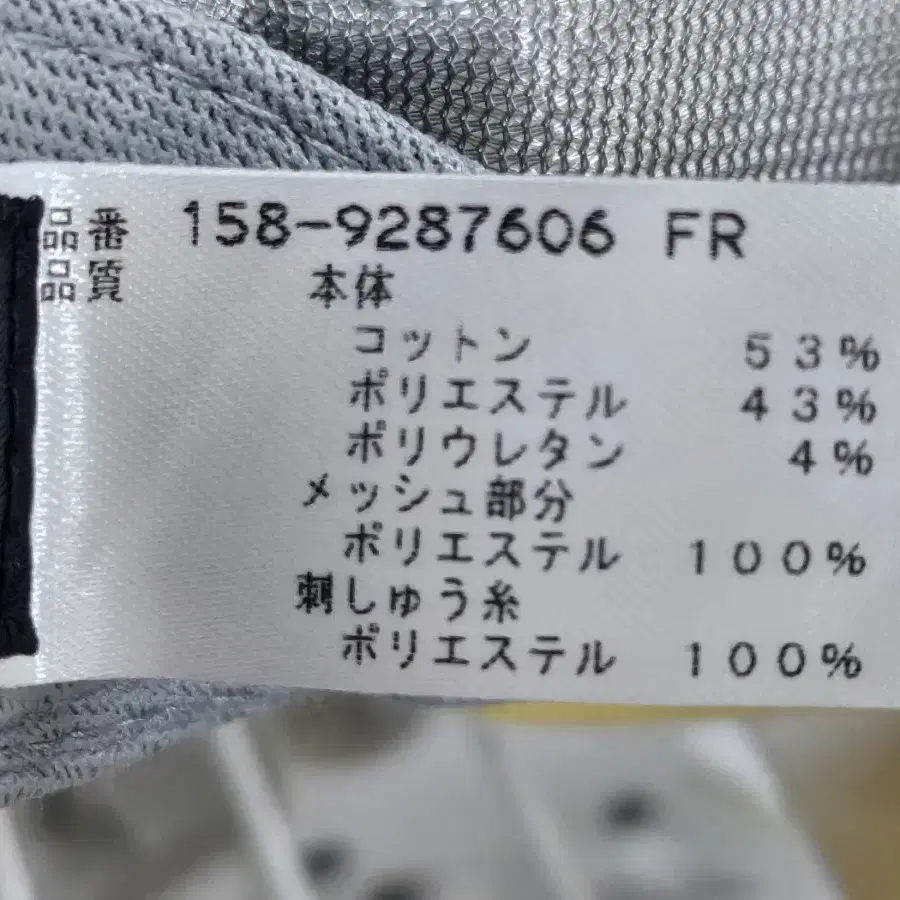 品番 158-9287606 FR
品質 本体
コットン 53%
ポリエステル 43%
ポリウレタン 4%
メッシュ部分
ポリエステル 100%
刺しゅう糸
ポリエステル 100%